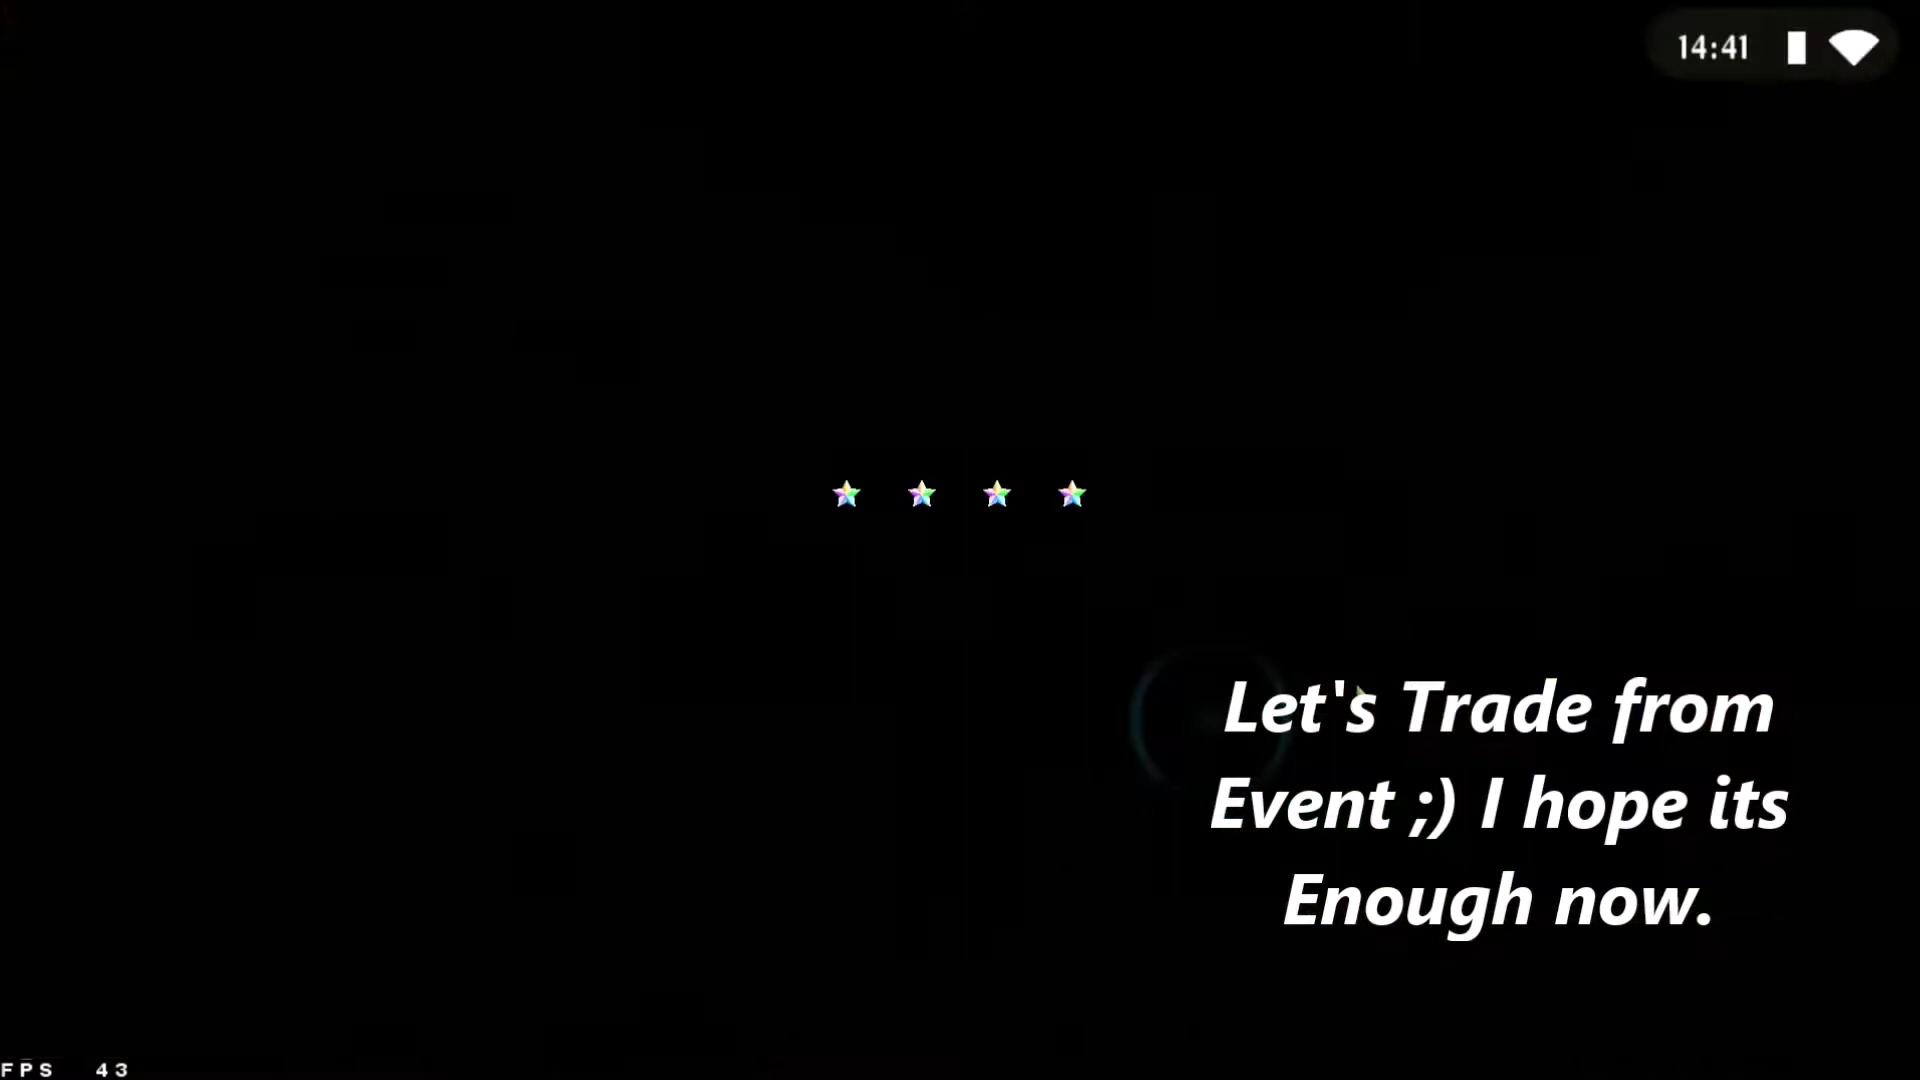 14:41
Let's Trade from
Event ;) I hope its
Enough now.
FPS 43